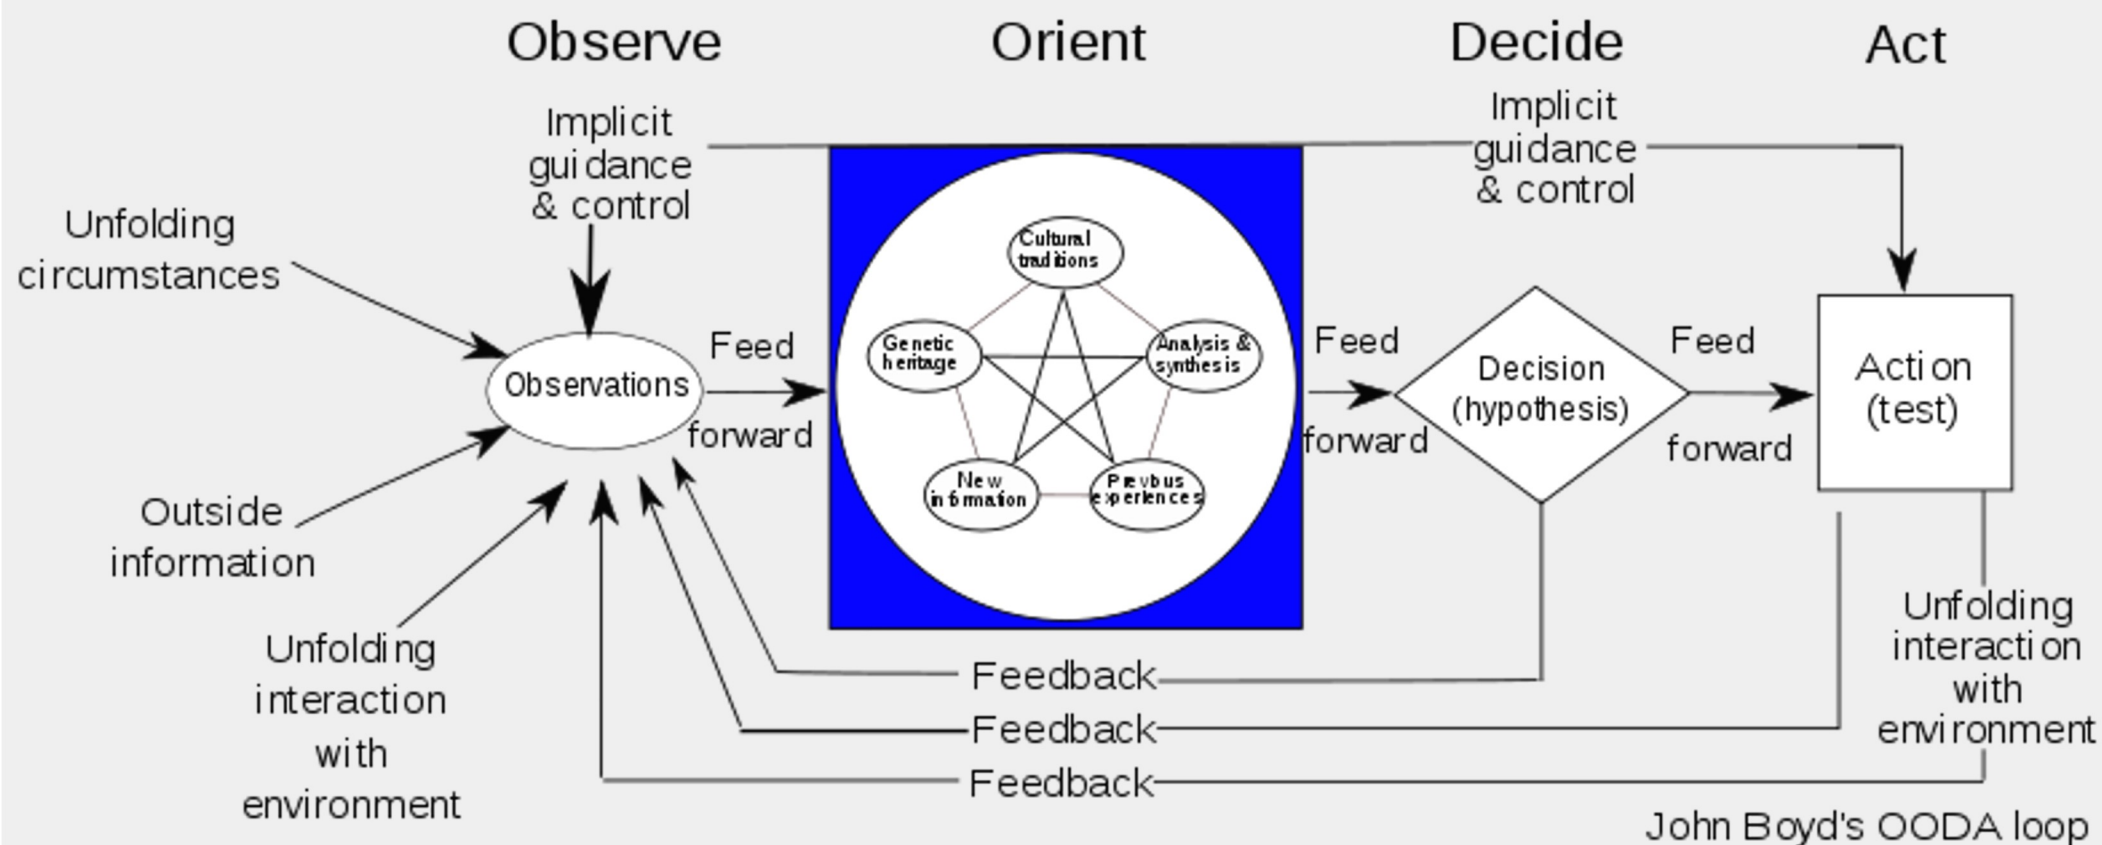 Observe
Orient
Decide
Act
Implicit
guidance
& control
Implicit
guidance
& control
Unfolding
circumstances
Outside
information
Unfolding
interaction
with
environment
Observations
Feed
forward
Cultural
traditions
Genetic
heritage
Analysis &
synthesis
New
information
Previous
experiences
Feed
forward
Decision
(hypothesis)
Feed
forward
Action
(test)
Unfolding
interaction
with
environment
Feedback
Feedback
Feedback
John Boyd's OODA loop